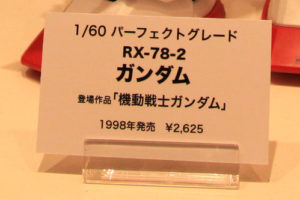 1/60 パーフェクトグレード
RX-78-2
ガンダム
登場作品「機動戦士ガンダム」
1998年発売 ¥2,625